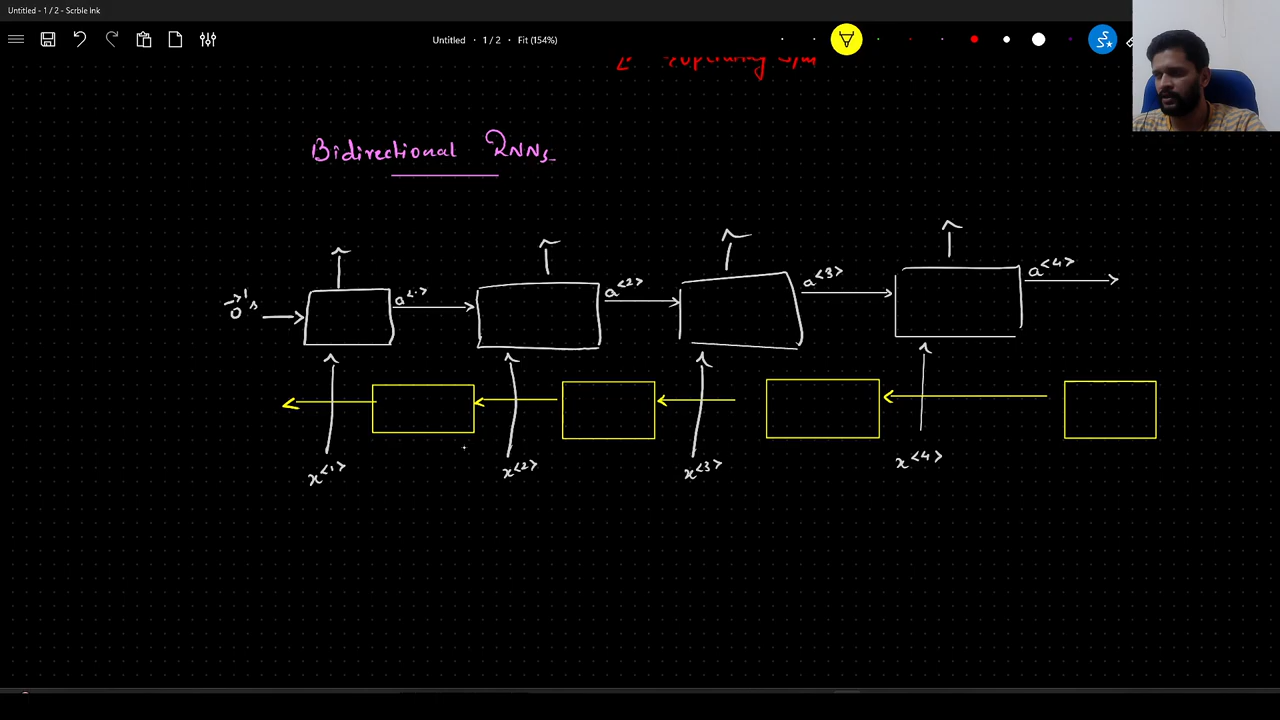 Untitled - 1 / 2 - Scrble Ink
Untitled · 1 / 2 · Fit (154%)
Bidirectional RNNs
a<1> a<2> a<3> a<4>
x<1> x<2> x<3> x<4>